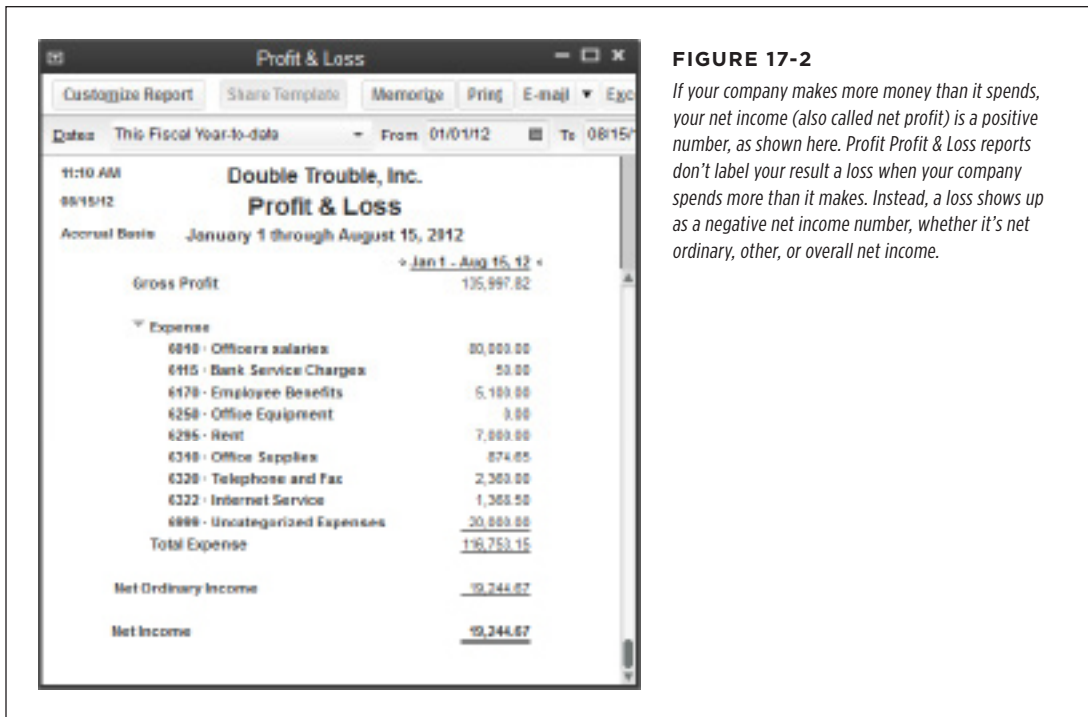 Profit & Loss
Customize Report Share Template Memorize Print E-mail Exc
Dates This Fiscal Year-to-date From 01/01/12 To 08/15/
11:10 AM Double Trouble, Inc.
08/15/12 Profit & Loss
Accrual Basis January 1 through August 15, 2012
Jan 1 - Aug 15, 12
Gross Profit 135,997.82
Expense
6010 · Officers salaries 80,000.00
6115 · Bank Service Charges 50.00
6170 · Employee Benefits 5,100.00
6250 · Office Equipment 0.00
6295 · Rent 7,000.00
6310 · Office Supplies 874.65
6320 · Telephone and Fax 2,360.00
6322 · Internet Service 1,368.50
6999 · Uncategorized Expenses 20,000.00
Total Expense 116,753.15
Net Ordinary Income 19,244.67
Net Income 19,244.67
FIGURE 17-2
If your company makes more money than it spends,
your net income (also called net profit) is a positive
number, as shown here. Profit Profit & Loss reports
don't label your result a loss when your company
spends more than it makes. Instead, a loss shows up
as a negative net income number, whether it's net
ordinary, other, or overall net income.